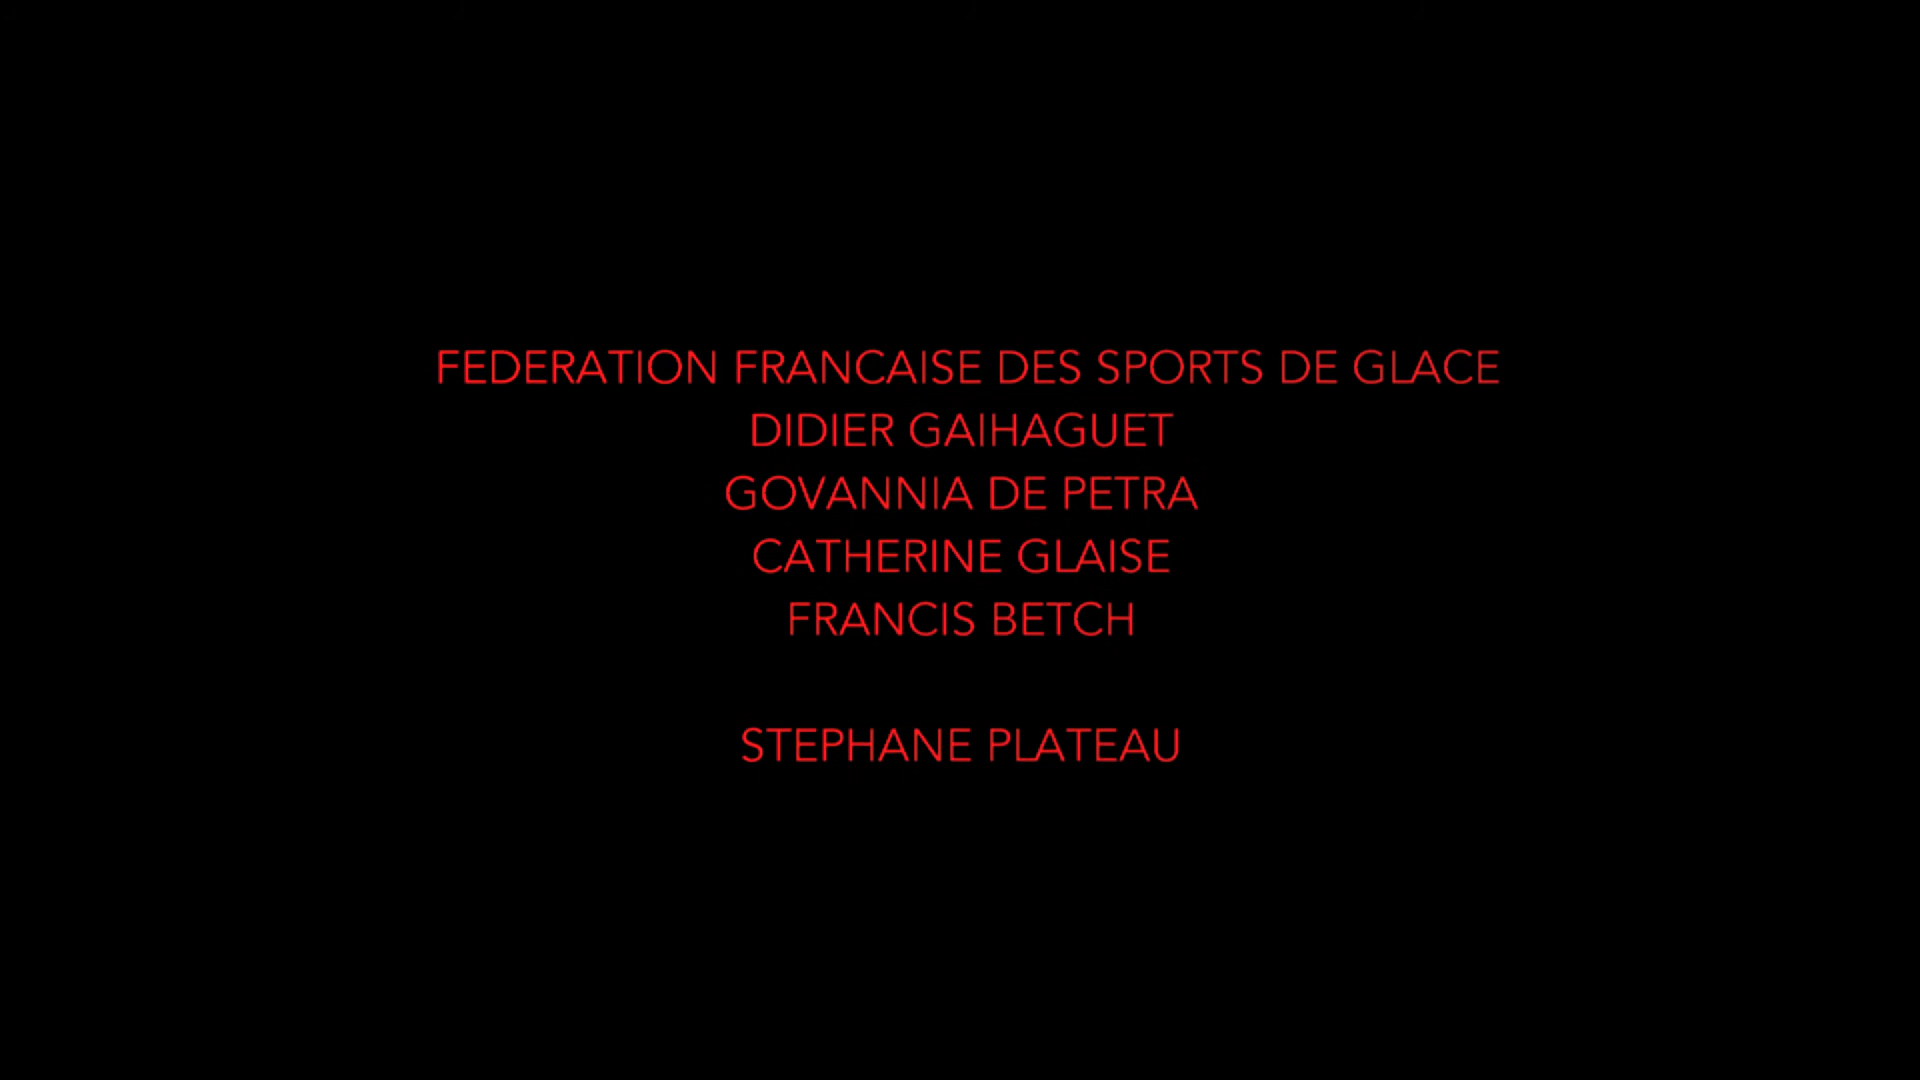 FEDERATION FRANCAISE DES SPORTS DE GLACE
DIDIER GAIHAGUET
GOVANNIA DE PETRA
CATHERINE GLAISE
FRANCIS BETCH
STEPHANE PLATEAU